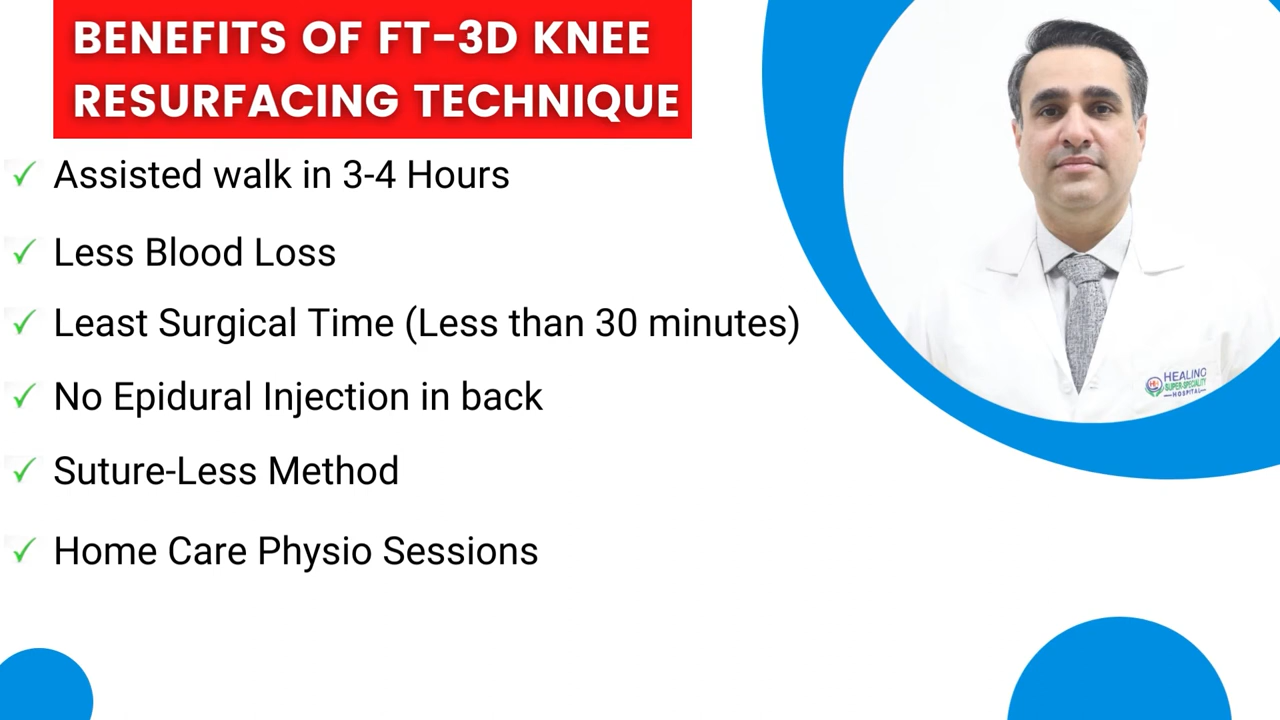 BENEFITS OF FT-3D KNEE
RESURFACING TECHNIQUE
Assisted walk in 3-4 Hours
Less Blood Loss
Least Surgical Time (Less than 30 minutes)
No Epidural Injection in back
Suture-Less Method
Home Care Physio Sessions
HEALING
SUPER-SPECIALITY
HOSPITAL